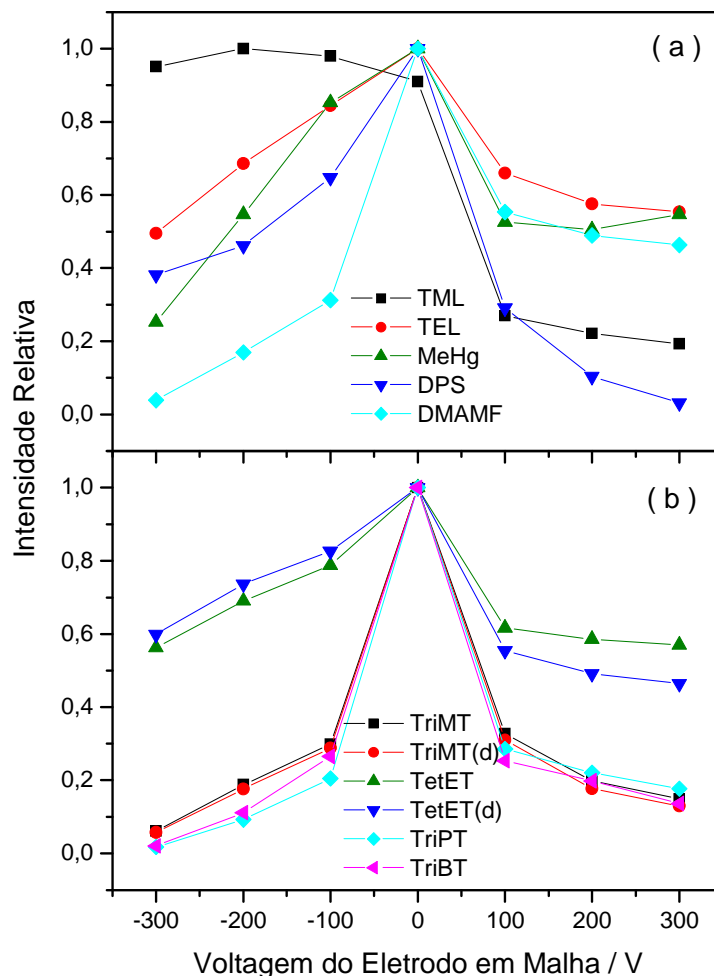 ( a )
1,0
0,8
0,6
0,4
0,2
0,0
TML
TEL
MeHg
DPS
DMAMF
Intensidade Relativa
( b )
1,0
0,8
0,6
0,4
0,2
0,0
TriMT
TriMT(d)
TetET
TetET(d)
TriPT
TriBT
-300 -200 -100 0 100 200 300
Voltagem do Eletrodo em Malha / V